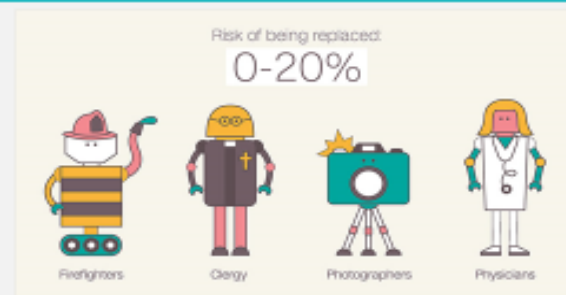 Risk of being replaced:
0-20%
Firefighters
Clergy
Photographers
Physicians